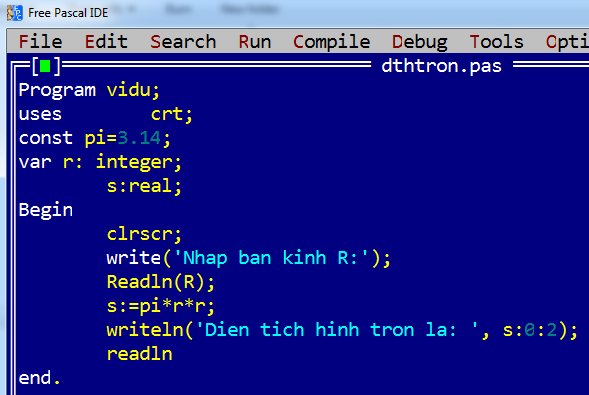 Free Pascal IDE
File Edit Search Run Compile Debug Tools Opti
[■] dthtron.pas
Program vidu;
uses crt;
const pi=3.14;
var r: integer;
s:real;
Begin
clrscr;
write('Nhap ban kinh R:');
Readln(R);
s:=pi*r*r;
writeln('Dien tich hinh tron la: ', s:0:2);
readln
end.